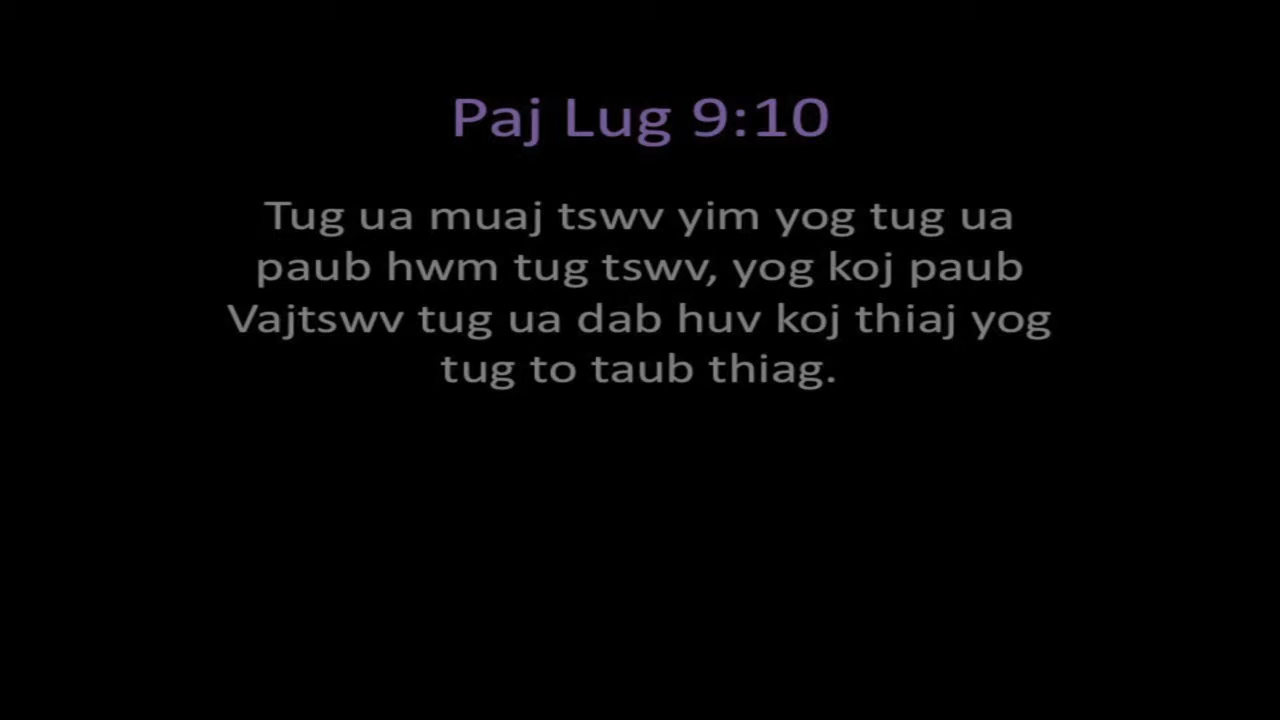 Paj Lug 9:10
Tug ua muaj tswv yim yog tug ua
paub hwm tug tswv, yog koj paub
Vajtswv tug ua dab huv koj thiaj yog
tug to taub thiag.